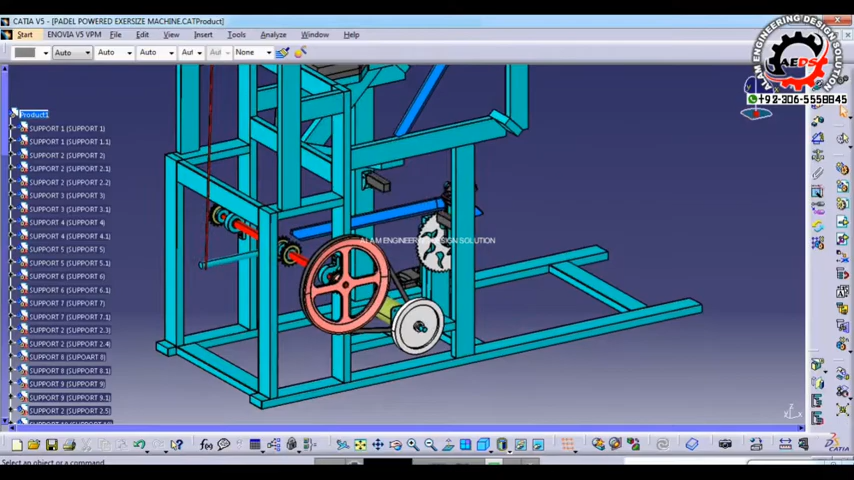 CATIA V5 - [PADEL POWERED EXERSIZE MACHINE.CATProduct]
Start ENOVIA V5 VPM File Edit View Insert Tools Analyze Window Help
Auto Auto Auto Aut Aut None
ALAM ENGINEERING DESIGN SOLUTION
AEDS
+92-306-5558845
Product1
SUPPORT 1 (SUPPORT 1)
SUPPORT 1 (SUPPORT 1.1)
SUPPORT 2 (SUPPORT 2)
SUPPORT 2 (SUPPORT 2.1)
SUPPORT 2 (SUPPORT 2.2)
SUPPORT 3 (SUPPORT 3)
SUPPORT 3 (SUPPORT 3.1)
SUPPORT 4 (SUPPORT 4)
SUPPORT 4 (SUPPORT 4.1)
SUPPORT 5 (SUPPORT 5)
SUPPORT 5 (SUPPORT 5.1)
SUPPORT 6 (SUPPORT 6)
SUPPORT 6 (SUPPORT 6.1)
SUPPORT 7 (SUPPORT 7)
SUPPORT 7 (SUPPORT 7.1)
SUPPORT 2 (SUPPORT 2.3)
SUPPORT 2 (SUPPORT 2.4)
SUPPORT 8 (SUPOART 8)
SUPPORT 8 (SUPPORT 8.1)
SUPPORT 9 (SUPPORT 9)
SUPPORT 9 (SUPPORT 9.1)
SUPPORT 2 (SUPPORT 2.5)
ALAM ENGINEERING DESIGN SOLUTION
f(x)
CATIA
Select an object or a command